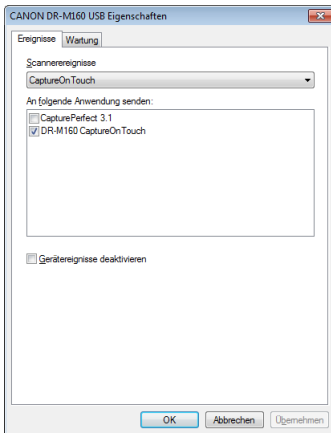 CANON DR-M160 USB Eigenschaften
Ereignisse Wartung
Scannerereignisse
CaptureOnTouch
An folgende Anwendung senden:
CapturePerfect 3.1
DR-M160 CaptureOnTouch
Gerätereignisse deaktivieren
OK Abbrechen Übernehmen